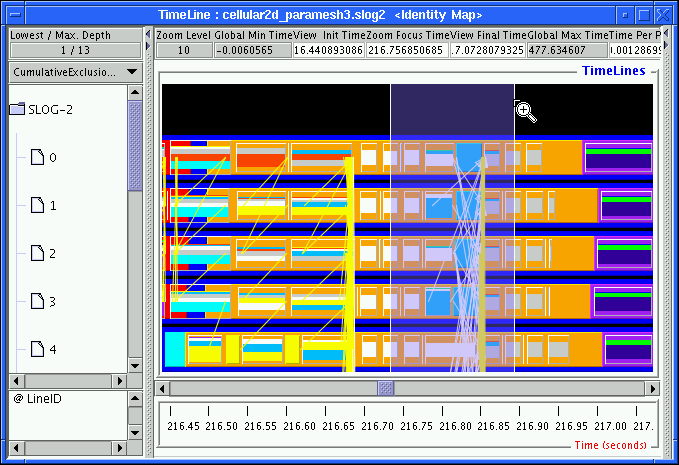 TimeLine : cellular2d_paramesh3.slog2 <Identity Map>
Lowest / Max. Depth
1 / 13
Zoom Level Global Min Time View Init Time Zoom Focus Time View Final Time Global Max Time Time Per P
10 -0.0060565 16.440893086 216.756850685 .7.0728079325 477.634607 0.00128699
CumulativeExclusio...
TimeLines
SLOG-2
0
1
2
3
4
@ LineID
216.45 216.50 216.55 216.60 216.65 216.70 216.75 216.80 216.85 216.90 216.95 217.00 217.
Time (seconds)